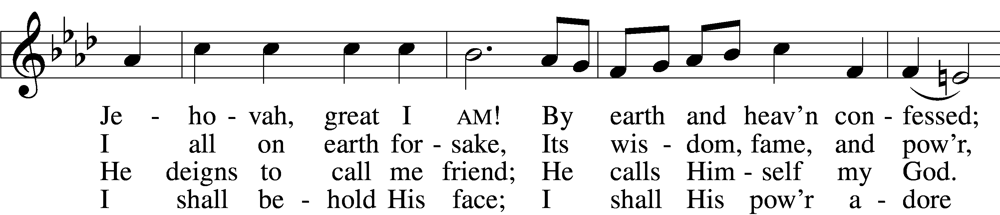 Je - ho - vah, great I AM! By earth and heav’n con - fessed;
I all on earth for - sake, Its wis - dom, fame, and pow’r,
He deigns to call me friend; He calls Him - self my God.
I shall be - hold His face; I shall His pow’r a - dore